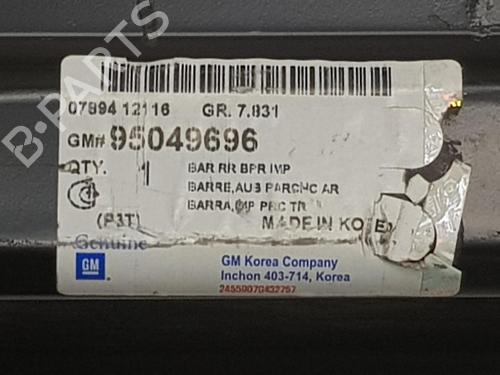 07894 12116 GR. 7.831
GM# 95049696
QTY. 1 BAR RR BPR IMP
BARRE,AUB PARCHC AR
BARRA,IMP PRC TR
(P3T) MADE IN KORE
Genuine
GM
GM Korea Company
Inchon 403-714, Korea
24559070432757
B-PARTS